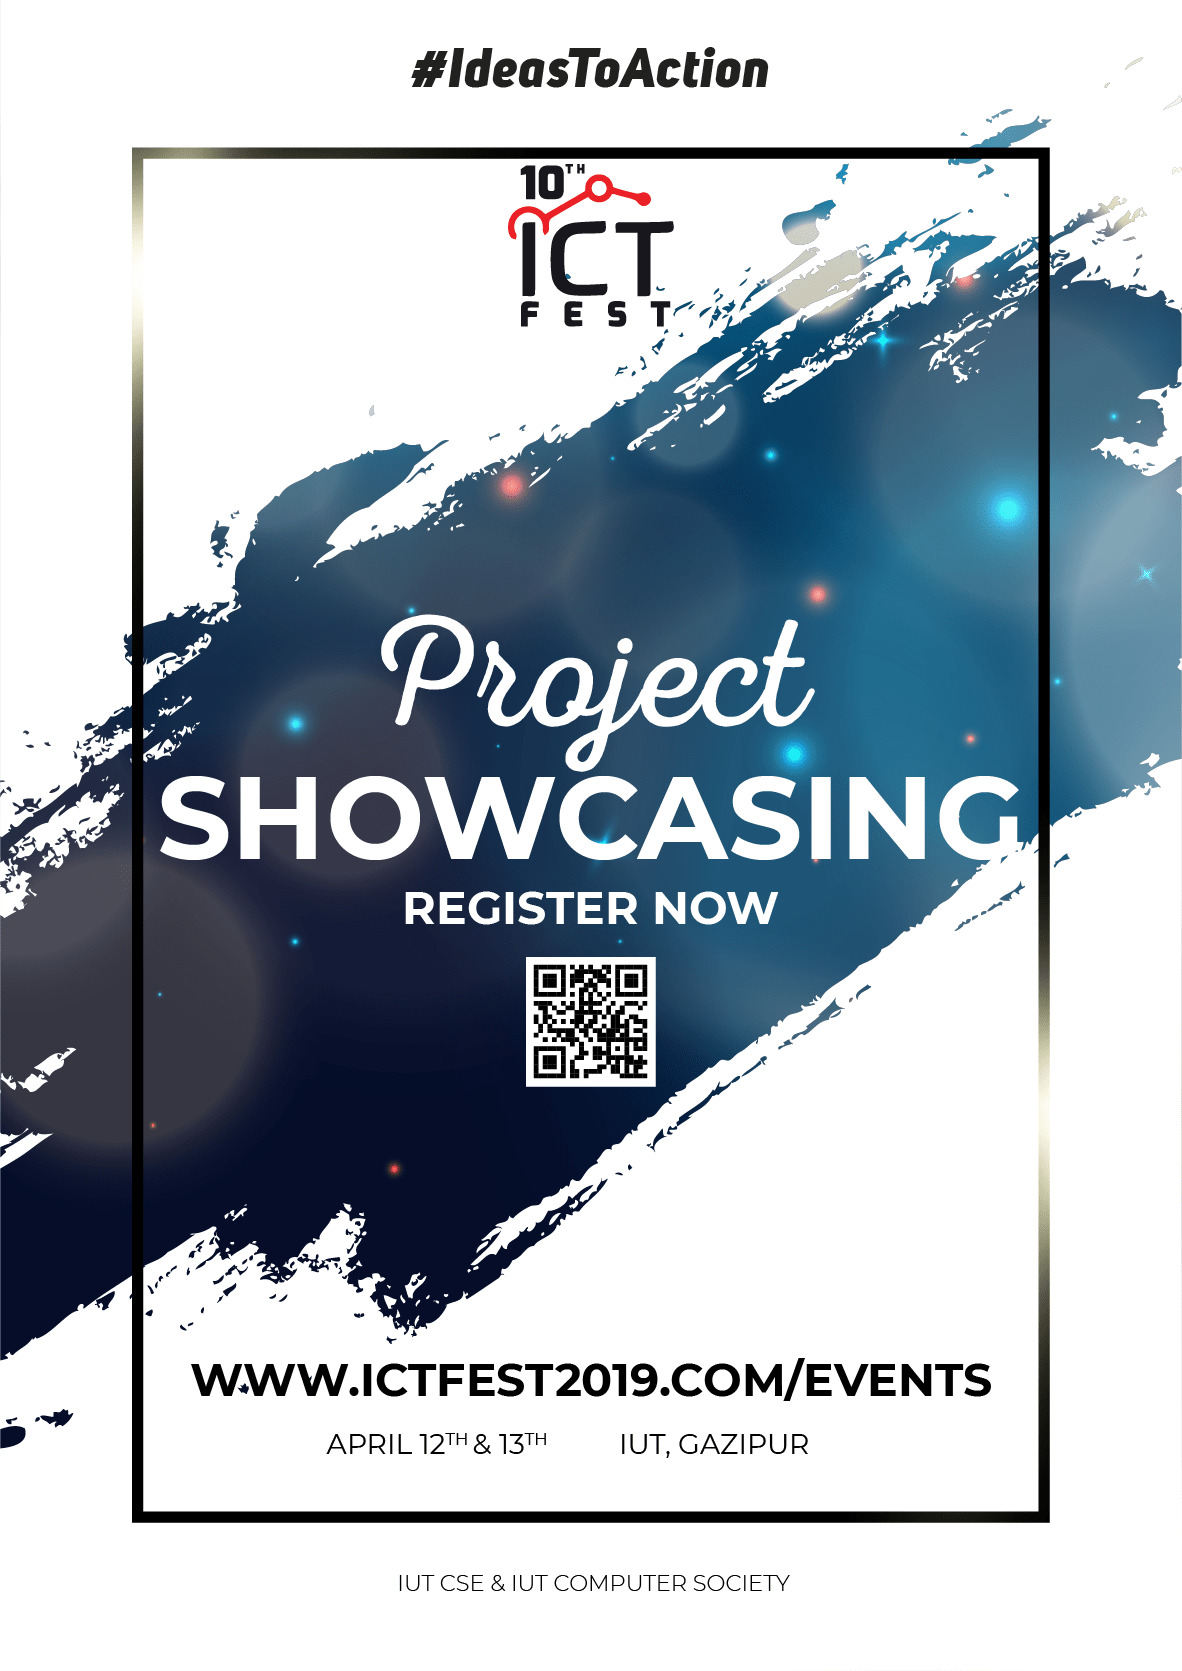 #IdeasToAction
10TH
ICT
FEST
Project
SHOWCASING
REGISTER NOW
WWW.ICTFEST2019.COM/EVENTS
APRIL 12TH & 13TH IUT, GAZIPUR
IUT CSE & IUT COMPUTER SOCIETY